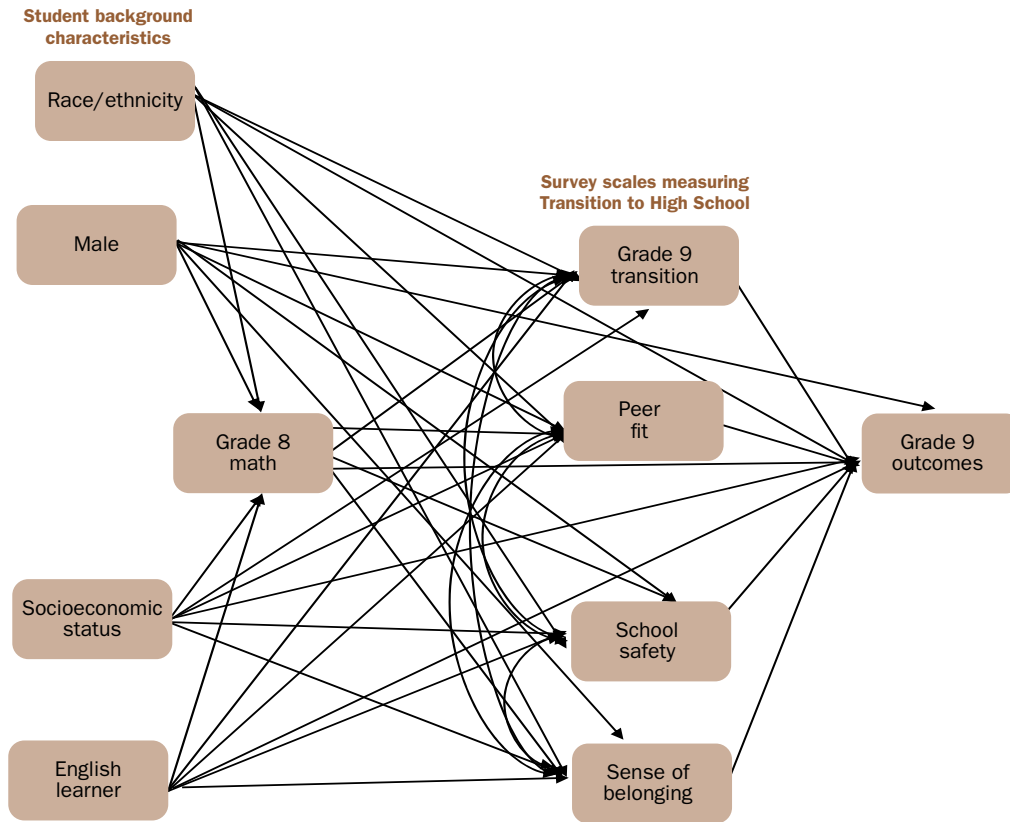 Student background
characteristics
Race/ethnicity
Male
Survey scales measuring
Transition to High School
Grade 9
transition
Peer
fit
Grade 8
math
Grade 9
outcomes
Socioeconomic
status
School
safety
English
learner
Sense of
belonging